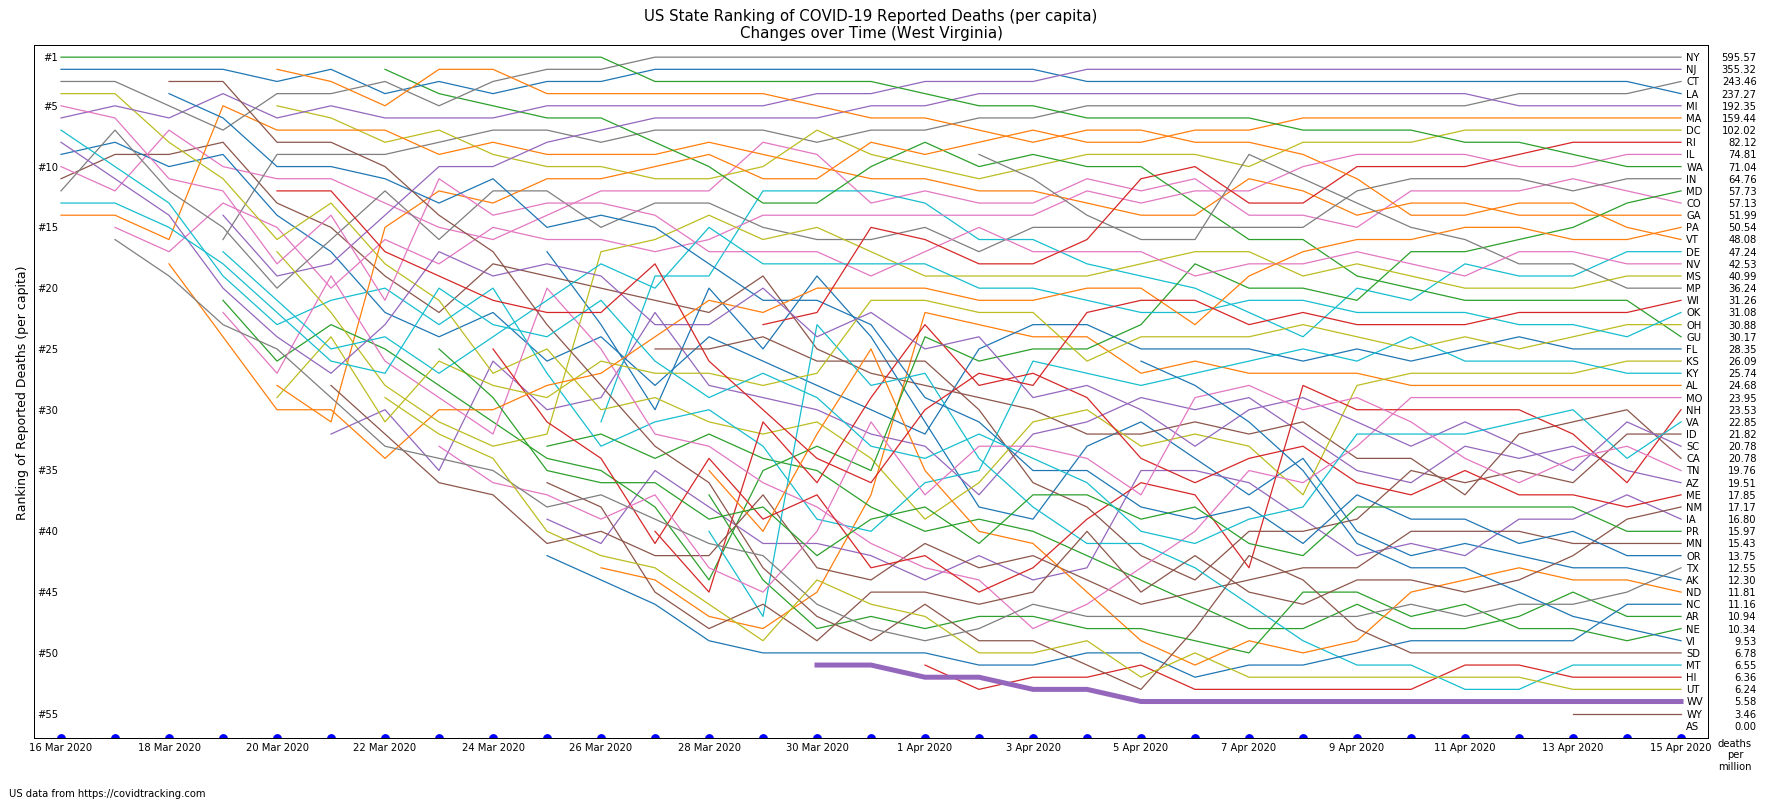 US State Ranking of COVID-19 Reported Deaths (per capita)
Changes over Time (West Virginia)
Ranking of Reported Deaths (per capita)
#1
#5
#10
#15
#20
#25
#30
#35
#40
#45
#50
#55
NY 595.57
NJ 355.32
CT 243.46
LA 237.27
MI 192.35
MA 159.44
DC 102.02
RI 82.12
IL 74.81
WA 71.04
IN 64.76
MD 57.73
CO 57.13
GA 51.99
PA 50.54
VT 48.08
DE 47.24
NV 42.53
MS 40.99
MP 36.24
WI 31.26
OK 31.08
OH 30.88
GU 30.17
FL 28.35
KS 26.09
KY 25.74
AL 24.68
MO 23.95
NH 23.53
VA 22.85
ID 21.82
SC 20.78
CA 20.78
TN 19.76
AZ 19.51
ME 17.85
NM 17.17
IA 16.80
PR 15.97
MN 15.43
OR 13.75
TX 12.55
AK 12.30
ND 11.81
NC 11.16
AR 10.94
NE 10.34
VI 9.53
SD 6.78
MT 6.55
HI 6.36
UT 6.24
WV 5.58
WY 3.46
AS 0.00
16 Mar 2020 18 Mar 2020 20 Mar 2020 22 Mar 2020 24 Mar 2020 26 Mar 2020 28 Mar 2020 30 Mar 2020 1 Apr 2020 3 Apr 2020 5 Apr 2020 7 Apr 2020 9 Apr 2020 11 Apr 2020 13 Apr 2020 15 Apr 2020
deaths
per
million
US data from https://covidtracking.com